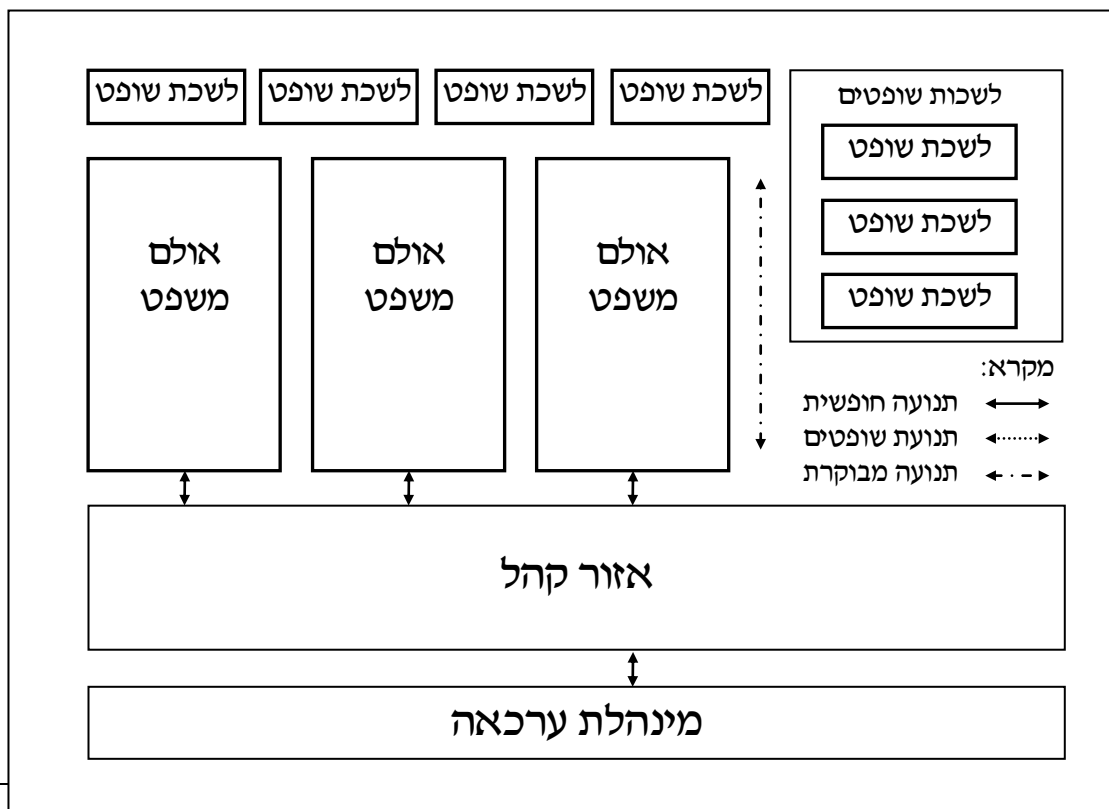 לשכות שופטים
לשכת שופט
לשכת שופט
לשכת שופט
לשכת שופט
לשכת שופט
לשכת שופט
לשכת שופט
אולם
משפט
אולם
משפט
אולם
משפט
מקרא:
תנועה חופשית
תנועת שופטים
תנועה מבוקרת
אזור קהל
מינהלת ערכאה